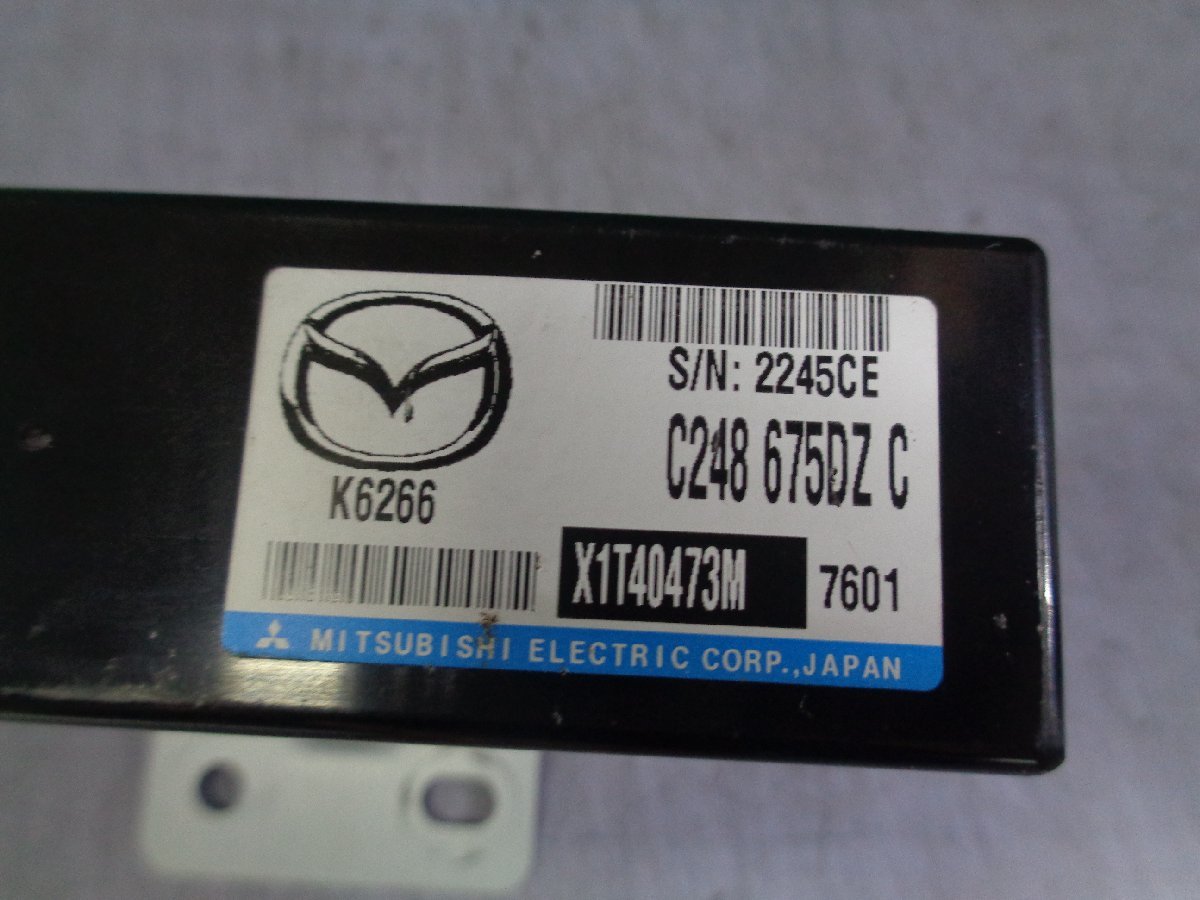 S/N: 2245CE
C248 675DZ C
K6266
X1T40473M 7601
MITSUBISHI ELECTRIC CORP.,JAPAN